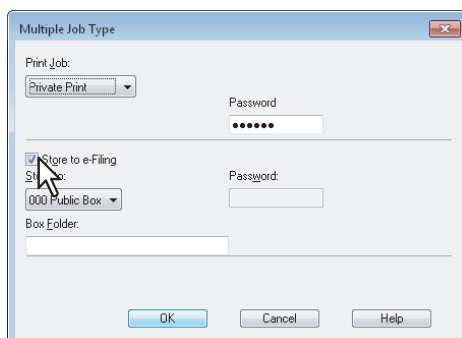 Multiple Job Type
Print Job:
Private Print
Password
●●●●●●
Store to e-Filing
Password:
000 Public Box
Box Folder:
OK Cancel Help